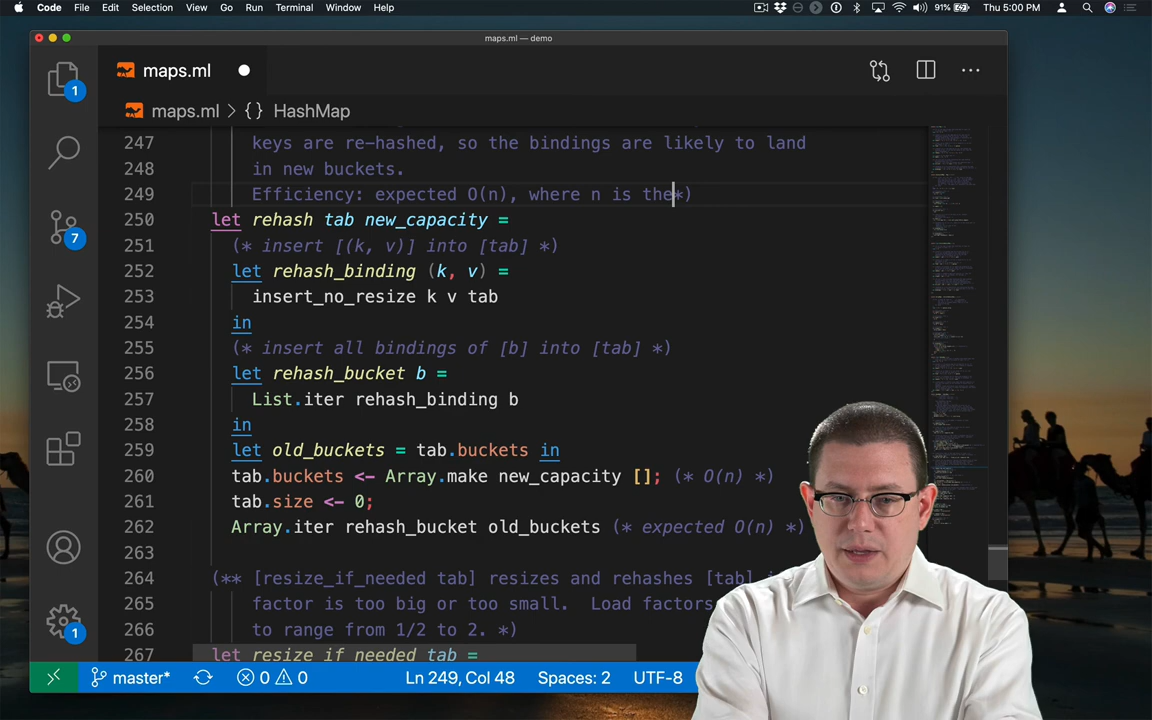 Code File Edit Selection View Go Run Terminal Window Help 91% Thu 5:00 PM
maps.ml — demo
maps.ml
maps.ml > {} HashMap
247 keys are re-hashed, so the bindings are likely to land
248 in new buckets.
249 Efficiency: expected O(n), where n is the*)
250 let rehash tab new_capacity =
251 (* insert [(k, v)] into [tab] *)
252 let rehash_binding (k, v) =
253 insert_no_resize k v tab
254 in
255 (* insert all bindings of [b] into [tab] *)
256 let rehash_bucket b =
257 List.iter rehash_binding b
258 in
259 let old_buckets = tab.buckets in
260 tab.buckets <- Array.make new_capacity []; (* O(n) *)
261 tab.size <- 0;
262 Array.iter rehash_bucket old_buckets (* expected O(n) *)
263
264 (** [resize_if_needed tab] resizes and rehashes [tab]
265 factor is too big or too small. Load factors
266 to range from 1/2 to 2. *)
267 let resize_if_needed tab =
1
7
1
master* 0 0 Ln 249, Col 48 Spaces: 2 UTF-8